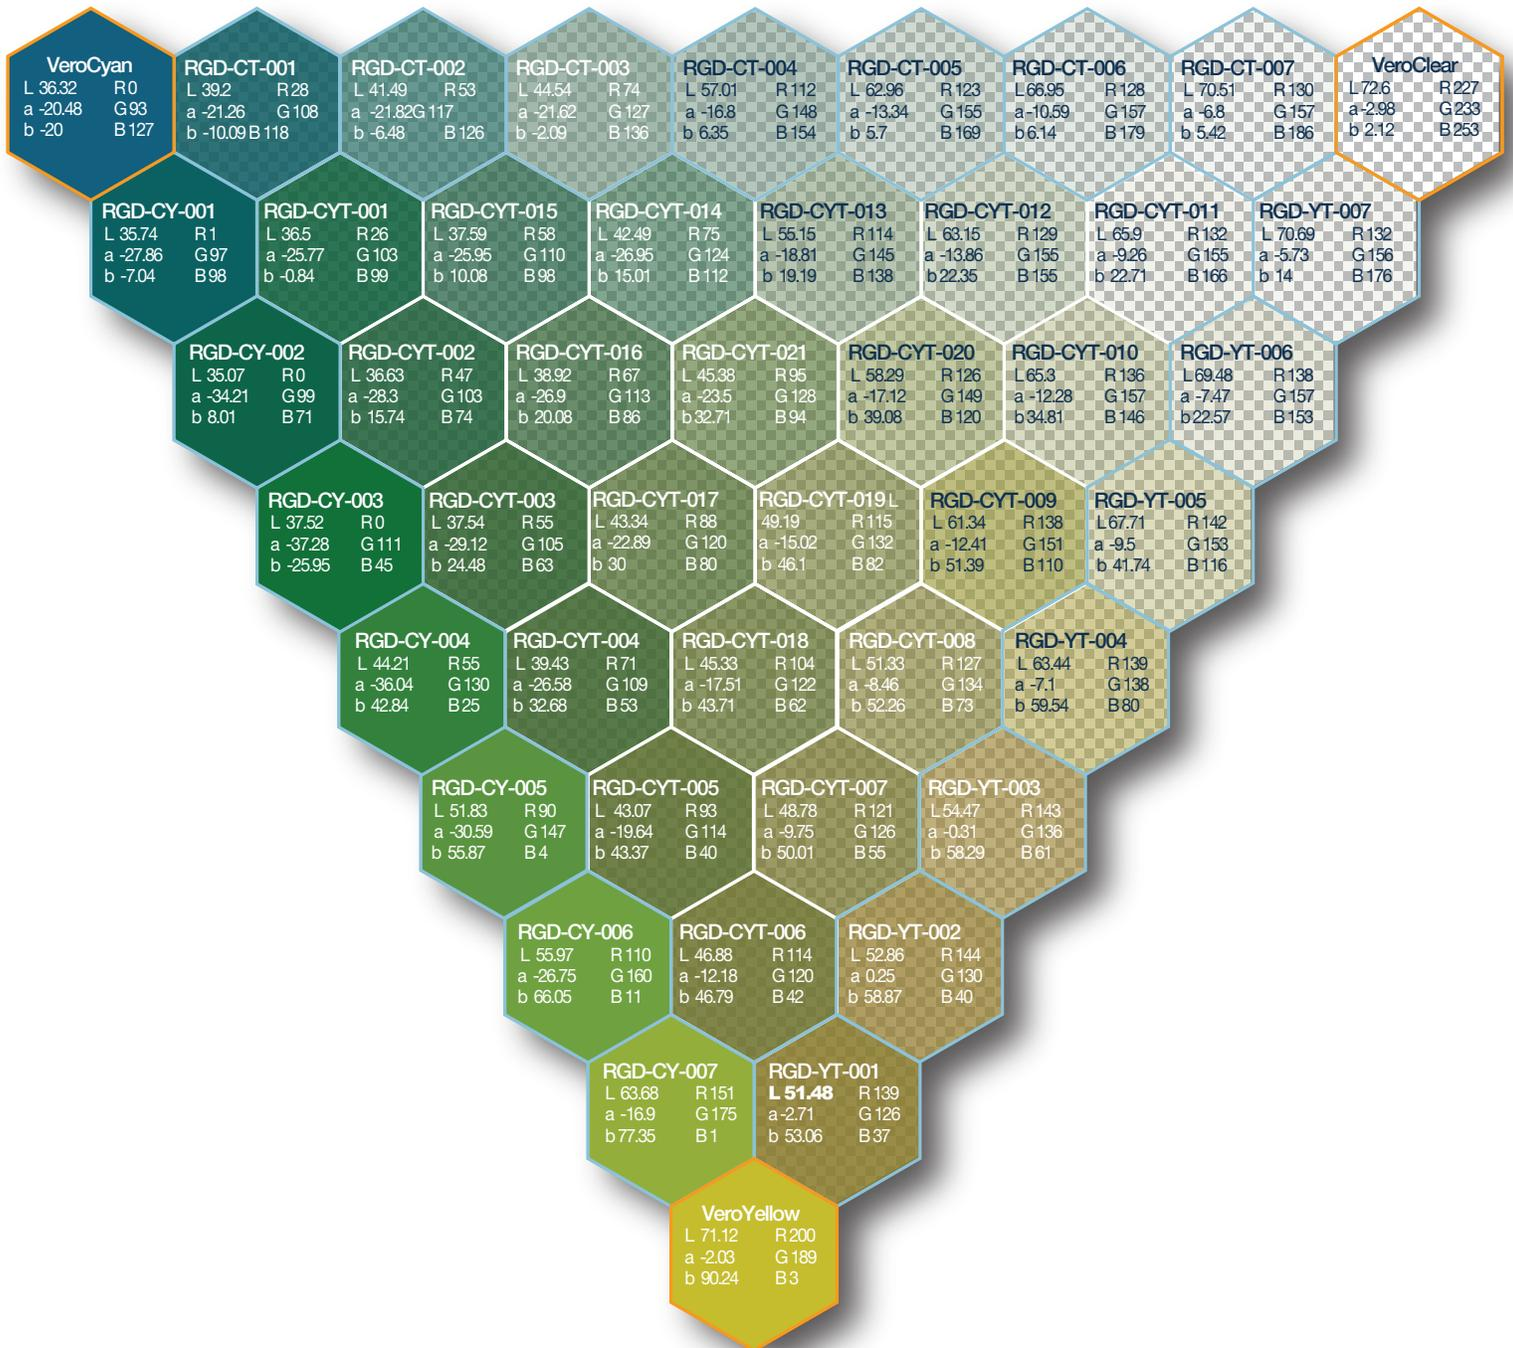 VeroCyan
L 36.32 R 0
a -20.48 G 93
b -20 B 127
RGD-CT-001
L 39.2 R 28
a -21.26 G 108
b -10.09 B 118
RGD-CT-002
L 41.49 R 53
a -21.82 G 117
b -6.48 B 126
RGD-CT-003
L 44.54 R 74
a -21.62 G 127
b -2.09 B 136
RGD-CT-004
L 57.01 R 112
a -16.8 G 148
b 6.35 B 154
RGD-CT-005
L 62.96 R 123
a -13.34 G 155
b 5.7 B 169
RGD-CT-006
L 66.95 R 128
a -10.59 G 157
b 6.14 B 179
RGD-CT-007
L 70.51 R 130
a -6.8 G 157
b 5.42 B 186
VeroClear
L 72.6 R 227
a -2.98 G 233
b 2.12 B 253
RGD-CY-001
L 35.74 R 1
a -27.86 G 97
b -7.04 B 98
RGD-CYT-001
L 36.5 R 26
a -25.77 G 103
b -0.84 B 99
RGD-CYT-015
L 37.59 R 58
a -25.95 G 110
b 10.08 B 98
RGD-CYT-014
L 42.49 R 75
a -26.95 G 124
b 15.01 B 112
RGD-CYT-013
L 55.15 R 114
a -18.81 G 145
b 19.19 B 138
RGD-CYT-012
L 63.15 R 129
a -13.86 G 155
b 22.35 B 155
RGD-CYT-011
L 65.9 R 132
a -9.26 G 155
b 22.71 B 166
RGD-YT-007
L 70.69 R 132
a -5.73 G 156
b 14 B 176
RGD-CY-002
L 35.07 R 0
a -34.21 G 99
b 8.01 B 71
RGD-CYT-002
L 36.63 R 47
a -28.3 G 103
b 15.74 B 74
RGD-CYT-016
L 38.92 R 67
a -26.9 G 113
b 20.08 B 86
RGD-CYT-021
L 45.38 R 95
a -23.5 G 128
b 32.71 B 94
RGD-CYT-020
L 58.29 R 126
a -17.12 G 149
b 39.08 B 120
RGD-CYT-010
L 65.3 R 136
a -12.28 G 157
b 34.81 B 146
RGD-YT-006
L 69.48 R 138
a -7.47 G 157
b 22.57 B 153
RGD-CY-003
L 37.52 R 0
a -37.28 G 111
b -25.95 B 45
RGD-CYT-003
L 37.54 R 55
a -29.12 G 105
b 24.48 B 63
RGD-CYT-017
L 43.34 R 88
a -22.89 G 120
b 30 B 80
RGD-CYT-019 L
49.19 R 115
a -15.02 G 132
b 46.1 B 82
RGD-CYT-009
L 61.34 R 138
a -12.41 G 151
b 51.39 B 110
RGD-YT-005
L 67.71 R 142
a -9.5 G 153
b 41.74 B 116
RGD-CY-004
L 44.21 R 55
a -36.04 G 130
b 42.84 B 25
RGD-CYT-004
L 39.43 R 71
a -26.58 G 109
b 32.68 B 53
RGD-CYT-018
L 45.33 R 104
a -17.51 G 122
b 43.71 B 62
RGD-CYT-008
L 51.33 R 127
a -8.46 G 134
b 52.26 B 73
RGD-YT-004
L 63.44 R 139
a -7.1 G 138
b 59.54 B 80
RGD-CY-005
L 51.83 R 90
a -30.59 G 147
b 55.87 B 4
RGD-CYT-005
L 43.07 R 93
a -19.64 G 114
b 43.37 B 40
RGD-CYT-007
L 48.78 R 121
a -9.75 G 126
b 50.01 B 55
RGD-YT-003
L 54.47 R 143
a -0.31 G 136
b 58.29 B 61
RGD-CY-006
L 55.97 R 110
a -26.75 G 160
b 66.05 B 11
RGD-CYT-006
L 46.88 R 114
a -12.18 G 120
b 46.79 B 42
RGD-YT-002
L 52.86 R 144
a 0.25 G 130
b 58.87 B 40
RGD-CY-007
L 63.68 R 151
a -16.9 G 175
b 77.35 B 1
RGD-YT-001
L 51.48 R 139
a -2.71 G 126
b 53.06 B 37
VeroYellow
L 71.12 R 200
a -2.03 G 189
b 90.24 B 3